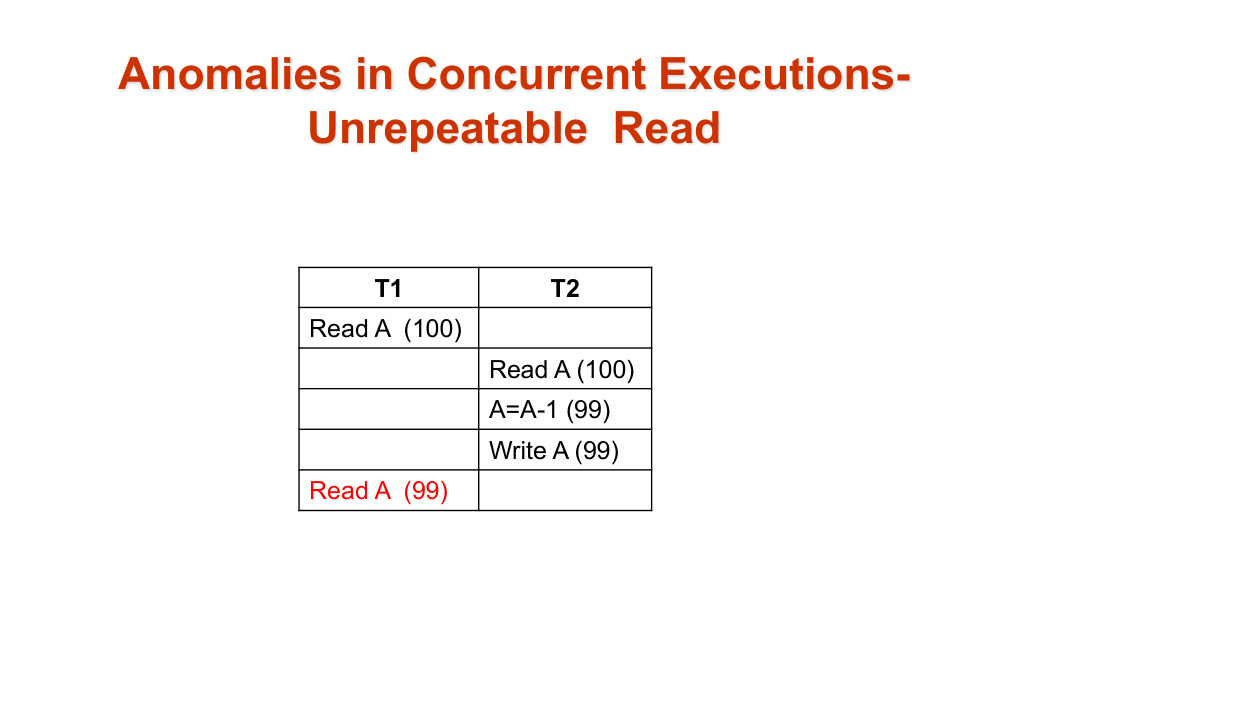 Anomalies in Concurrent Executions-
Unrepeatable  Read
T1 T2
Read A  (100)
Read A (100)
A=A-1 (99)
Write A (99)
Read A  (99)